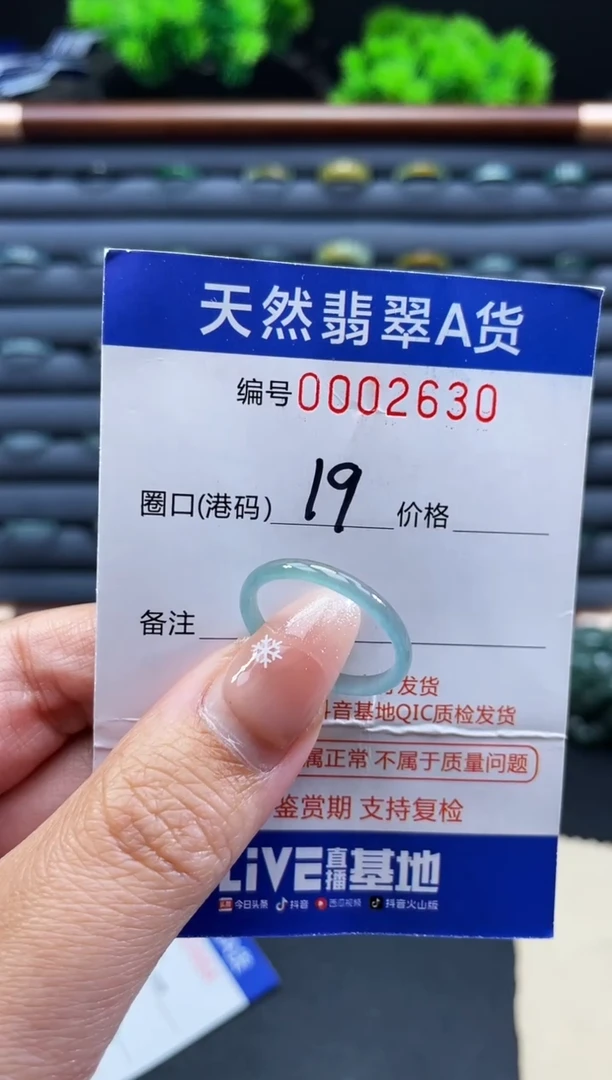 天然翡翠A货
编号0002630
圈口(港码) 19 价格
备注
发货
抖音基地QIC质检发货
属正常 不属于质量问题
鉴赏期 支持复检
LIVE直播基地
今日头条 抖音 西瓜视频 抖音火山版